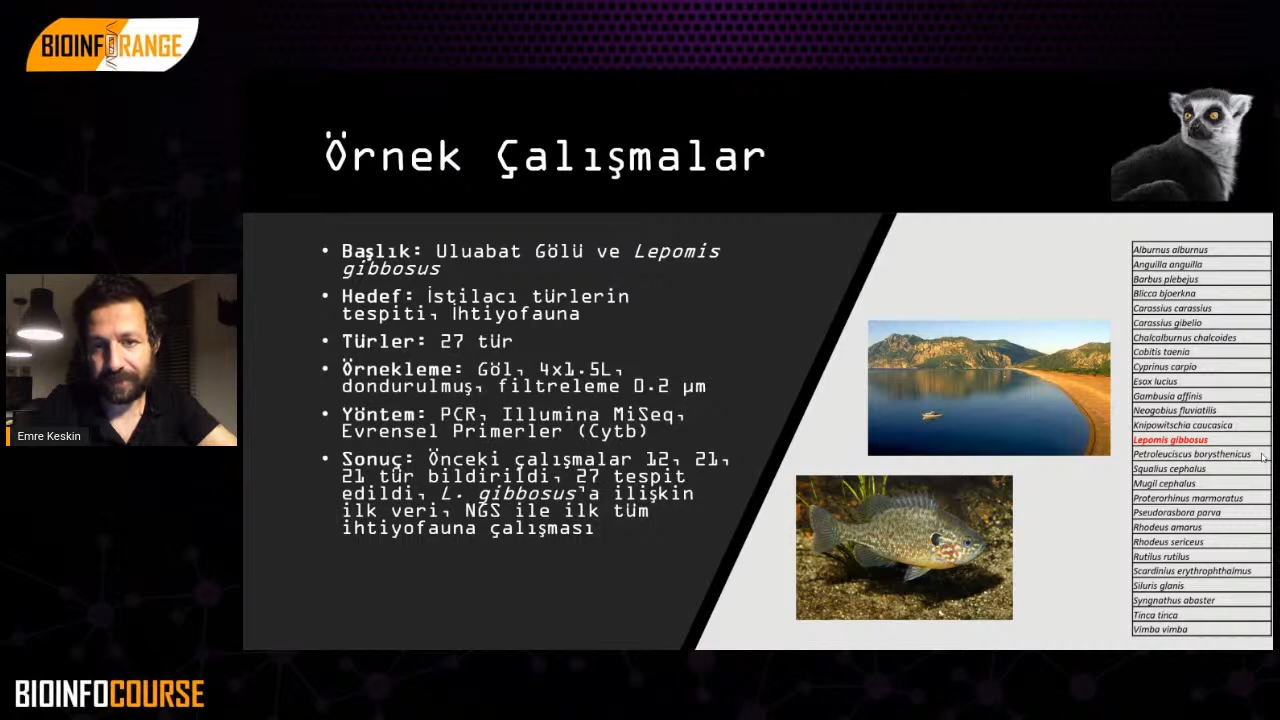 BIOINFORANGE
Örnek Çalışmalar
• Başlık: Uluabat Gölü ve Lepomis
gibbosus
• Hedef: İstilacı türlerin
tespiti, İhtiyofauna
• Türler: 27 tür
• Örnekleme: Göl, 4x1.5L,
dondurulmuş, filtreleme 0.2 µm
• Yöntem: PCR, Illumina MiSeq,
Evrensel Primerler (Cytb)
• Sonuç: Önceki çalışmalar 12, 21,
21 tür bildirildi, 27 tespit
edildi, L. gibbosus'a ilişkin
ilk veri, NGS ile ilk tüm
ihtiyofauna çalışması
Alburnus alburnus
Anguilla anguilla
Barbus plebejus
Blicca bjoerkna
Carassius carassius
Carassius gibelio
Chalcalburnus chalcoides
Cobitis taenia
Cyprinus carpio
Esox lucius
Gambusia affinis
Neogobius fluviatilis
Knipowitschia caucasica
Lepomis gibbosus
Petroleuciscus borysthenicus
Squalius cephalus
Mugil cephalus
Proterorhinus marmoratus
Pseudorasbora parva
Rhodeus amarus
Rhodeus sericeus
Rutilus rutilus
Scardinius erythrophthalmus
Siluris glanis
Syngnathus abaster
Tinca tinca
Vimba vimba
Emre Keskin
BIOINFOCOURSE